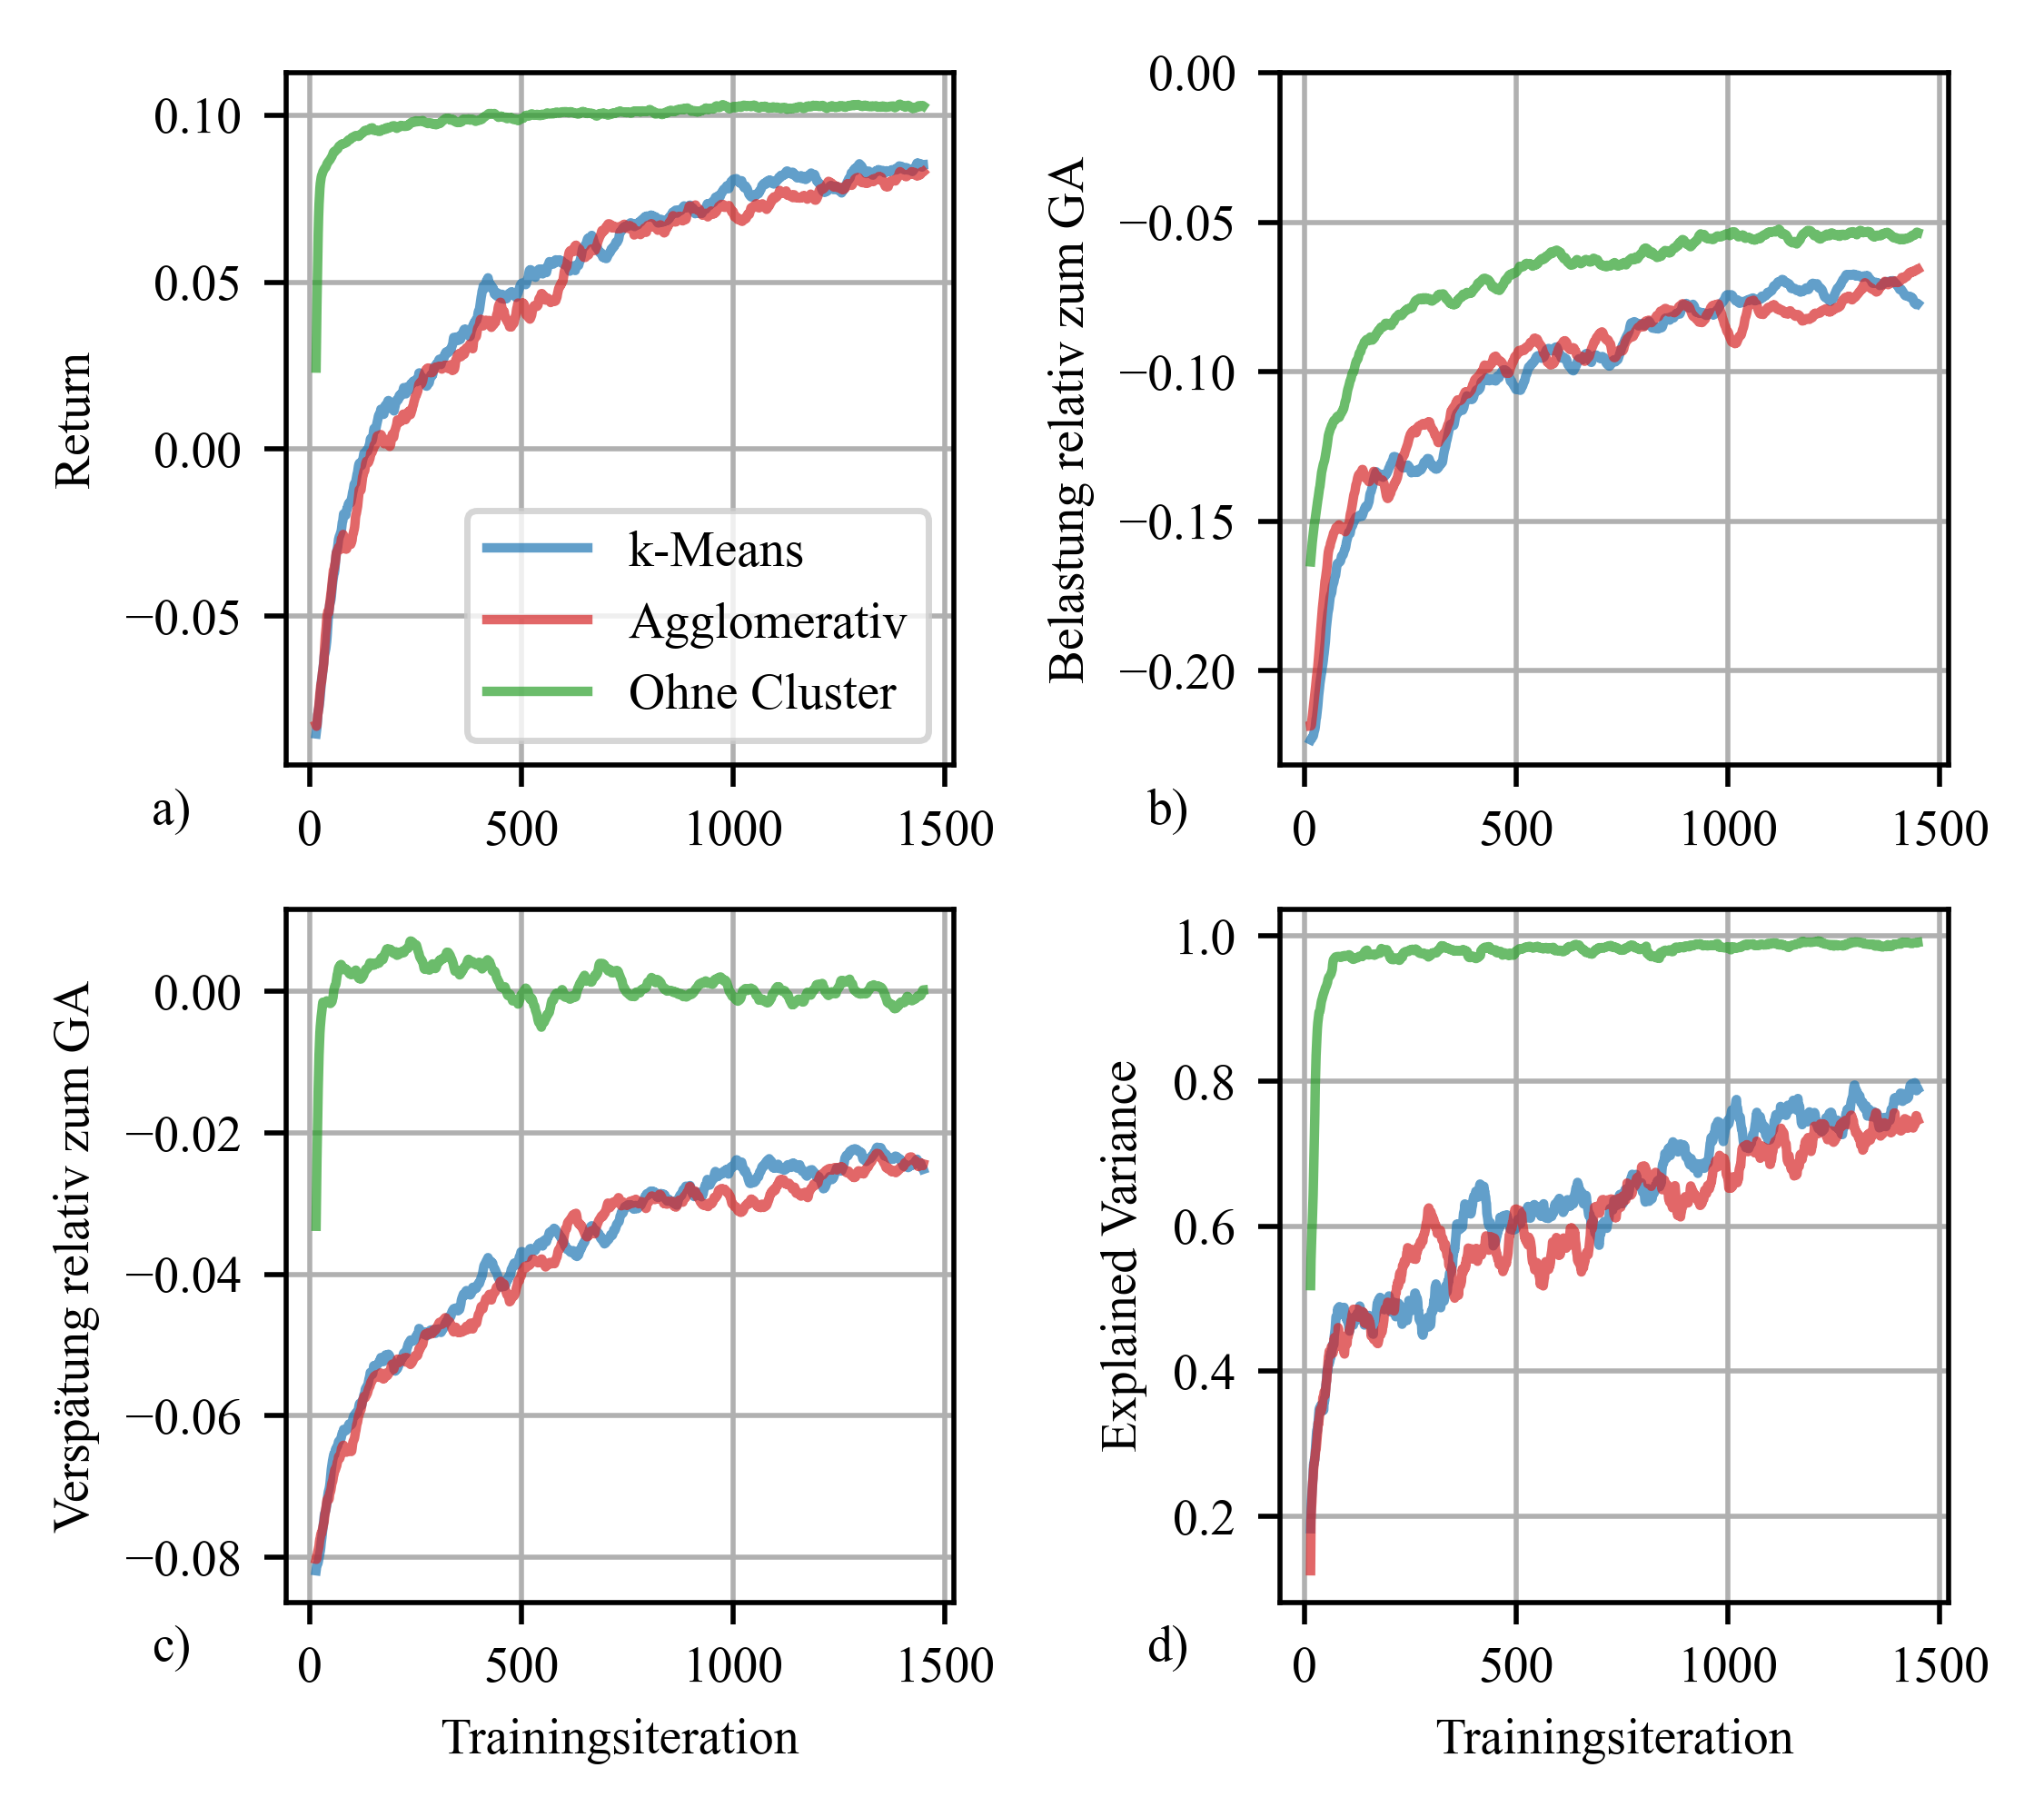 Return
0.10
0.05
0.00
−0.05
k-Means
Agglomerativ
Ohne Cluster
a)
0 500 1000 1500
Belastung relativ zum GA
0.00
−0.05
−0.10
−0.15
−0.20
b)
0 500 1000 1500
Verspätung relativ zum GA
0.00
−0.02
−0.04
−0.06
−0.08
c)
0 500 1000 1500
Trainingsiteration
Explained Variance
1.0
0.8
0.6
0.4
0.2
d)
0 500 1000 1500
Trainingsiteration